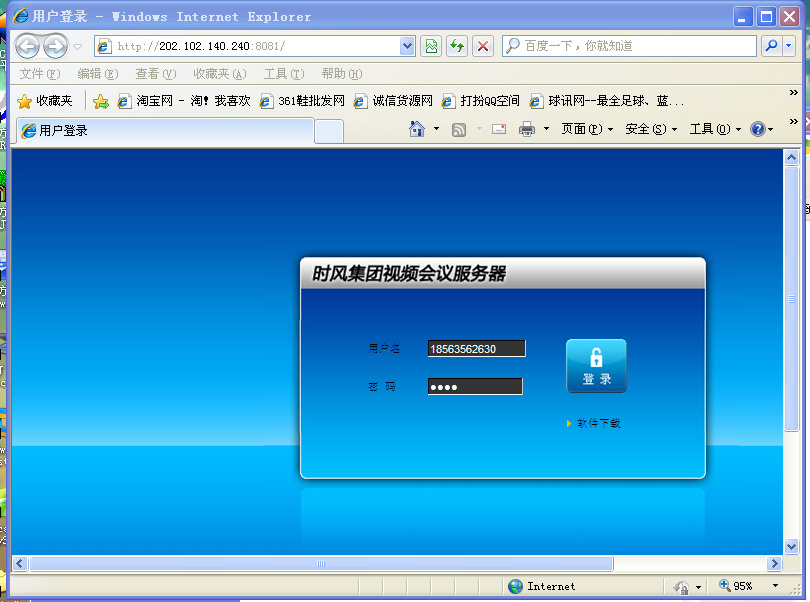 用户登录 - Windows Internet Explorer
http://202.102.140.240:8081/
百度一下，你就知道
文件(F) 编辑(E) 查看(V) 收藏夹(A) 工具(T) 帮助(H)
收藏夹 淘宝网 - 淘！我喜欢 361鞋批发网 诚信货源网 打扮QQ空间 球讯网--最全足球、蓝...
用户登录 页面(P) 安全(S) 工具(O)
时风集团视频会议服务器
用户名 18563562630
密 码 ●●●●
登 录
软件下载
Internet 95%